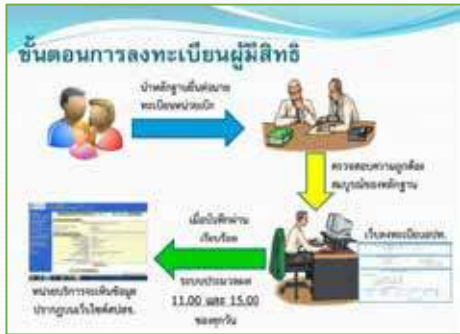 ขั้นตอนการลงทะเบียนผู้มีสิทธิ
นำหลักฐานยื่นต่อนาย
ทะเบียนหน่วยเบิก
ตรวจสอบความถูกต้อง
สมบูรณ์ของหลักฐาน
เมื่อบันทึกผ่าน
เรียบร้อย
เว็บลงทะเบียนอปท.
ระบบประมวลผล
11.00 และ 15.00
ของทุกวัน
หน่วยบริการจะเห็นข้อมูล
ปรากฏบนเว็บไซต์สปสช.